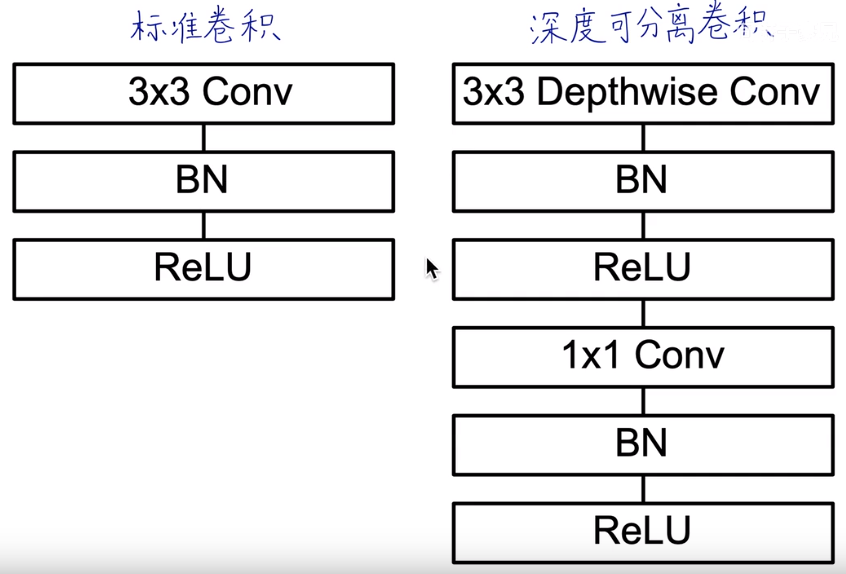 标准卷积
3x3 Conv
BN
ReLU
深度可分离卷积
3x3 Depthwise Conv
BN
ReLU
1x1 Conv
BN
ReLU